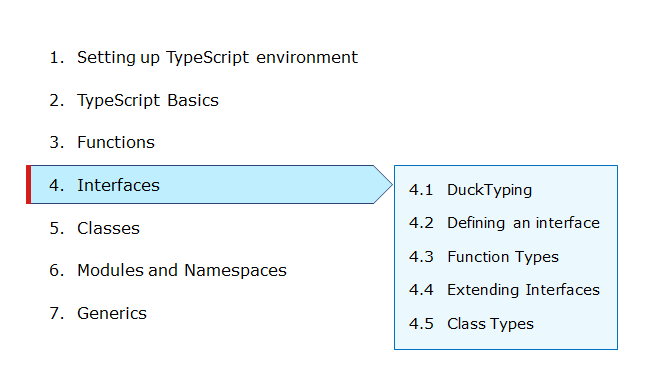 1. Setting up TypeScript environment
2. TypeScript Basics
3. Functions
4. Interfaces
5. Classes
6. Modules and Namespaces
7. Generics
4.1 DuckTyping
4.2 Defining an interface
4.3 Function Types
4.4 Extending Interfaces
4.5 Class Types